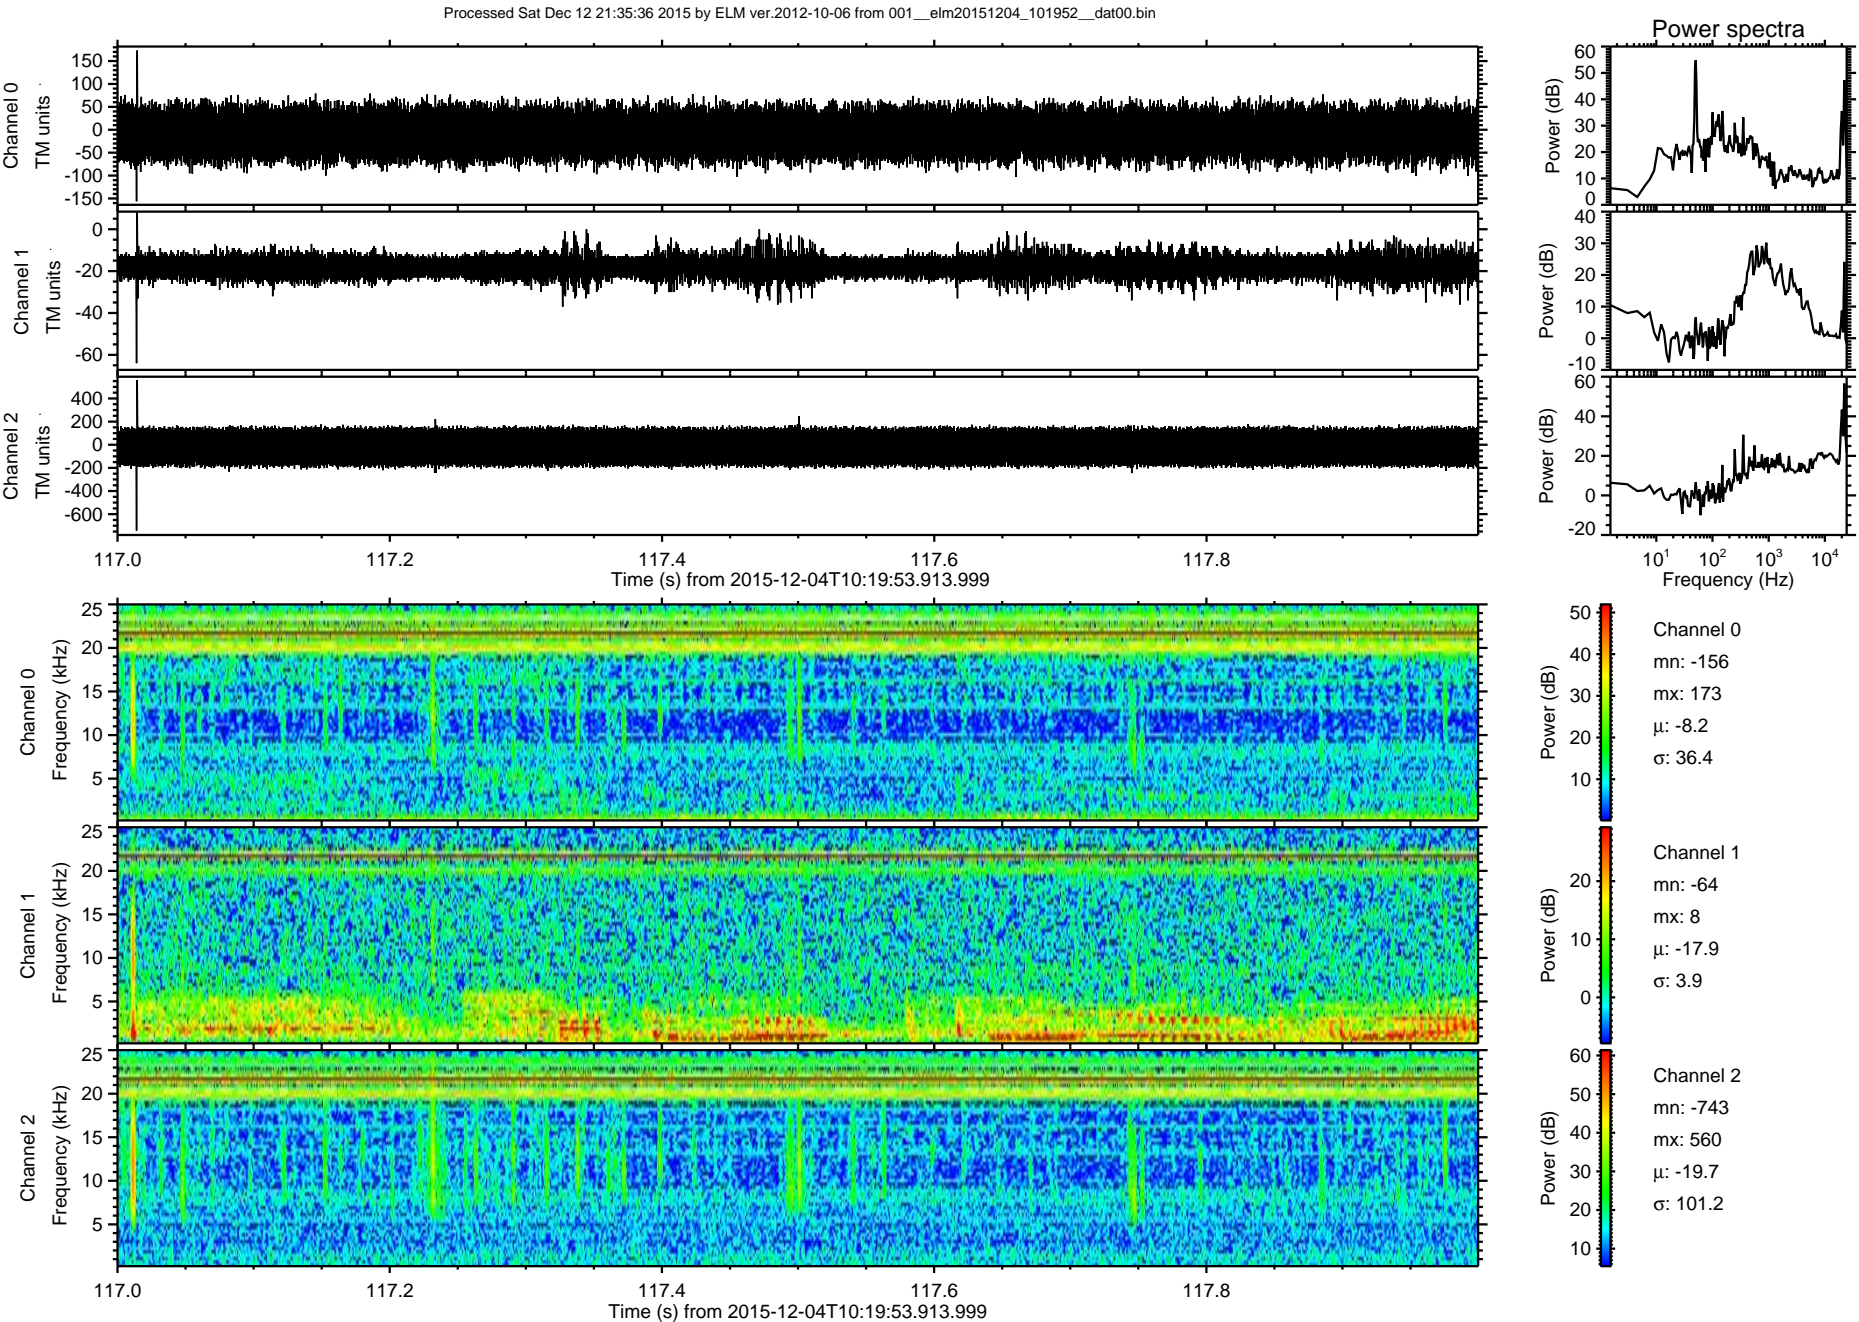 Processed Sat Dec 12 21:35:36 2015 by ELM ver.2012-10-06 from 001__elm20151204_101952__dat00.bin
Power spectra
Channel 0
TM units
150
100
50
0
-50
-100
-150
Power (dB)
60
50
40
30
20
10
0
Channel 1
TM units
0
-20
-40
-60
Power (dB)
40
30
20
10
0
-10
Channel 2
TM units
400
200
0
-200
-400
-600
Power (dB)
60
40
20
0
-20
117.0 117.2 117.4 117.6 117.8
Time (s) from 2015-12-04T10:19:53.913.999
10¹ 10² 10³ 10⁴
Frequency (Hz)
Channel 0
Frequency (kHz)
25
20
15
10
5
Power (dB)
50
40
30
20
10
Channel 0
mn: -156
mx: 173
μ: -8.2
σ: 36.4
Channel 1
Frequency (kHz)
25
20
15
10
5
Power (dB)
20
10
0
Channel 1
mn: -64
mx: 8
μ: -17.9
σ: 3.9
Channel 2
Frequency (kHz)
25
20
15
10
5
Power (dB)
60
50
40
30
20
10
Channel 2
mn: -743
mx: 560
μ: -19.7
σ: 101.2
117.0 117.2 117.4 117.6 117.8
Time (s) from 2015-12-04T10:19:53.913.999